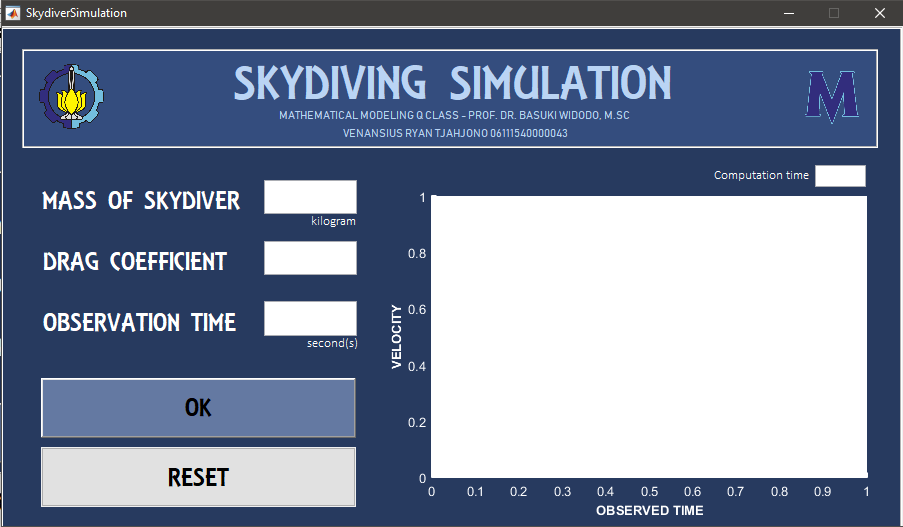 SkydiverSimulation
SKYDIVING SIMULATION
MATHEMATICAL MODELING Q CLASS - PROF. DR. BASUKI WIDODO, M.SC
VENANSIUS RYAN TJAHJONO 06111540000043
M
Computation time
MASS OF SKYDIVER
kilogram
DRAG COEFFICIENT
OBSERVATION TIME
second(s)
OK
RESET
VELOCITY
1
0.8
0.6
0.4
0.2
0
0 0.1 0.2 0.3 0.4 0.5 0.6 0.7 0.8 0.9 1
OBSERVED TIME